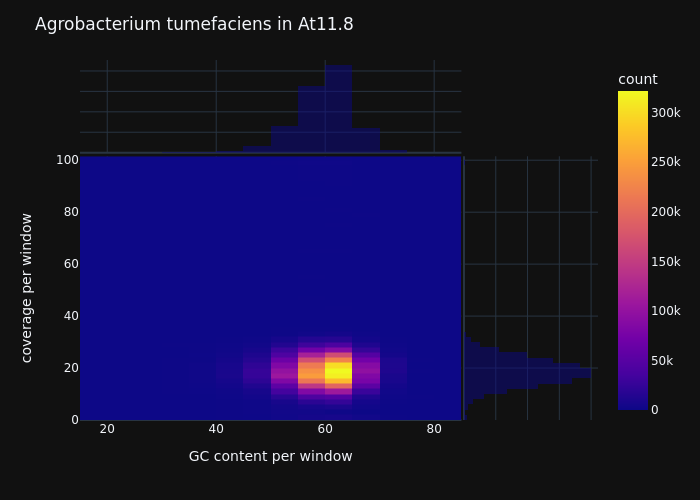 Agrobacterium tumefaciens in At11.8
count
300k
250k
200k
150k
100k
50k
0
coverage per window
100
80
60
40
20
0
20 40 60 80
GC content per window